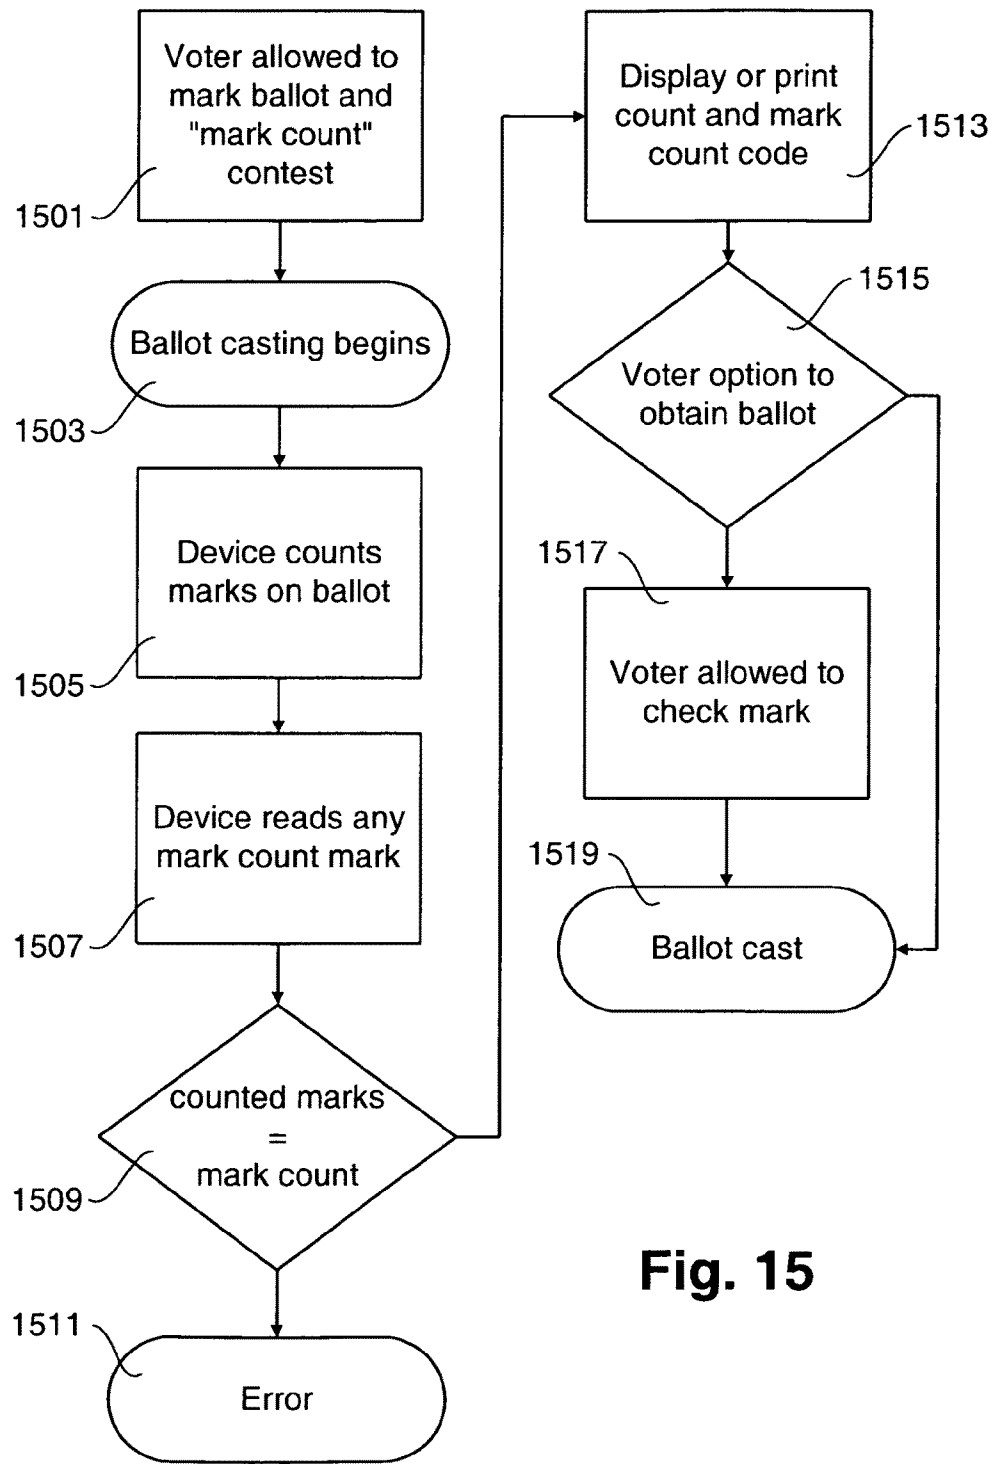 Voter allowed to
mark ballot and
"mark count"
contest
1501
Ballot casting begins
1503
Device counts
marks on ballot
1505
Device reads any
mark count mark
1507
counted marks
=
mark count
1509
1511
Error
Display or print
count and mark
count code
1513
1515
Voter option to
obtain ballot
1517
Voter allowed to
check mark
1519
Ballot cast
Fig. 15